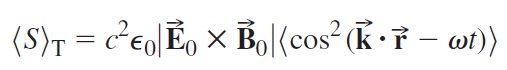 ⟨S⟩_T = c²ϵ₀|E⃗₀ × B⃗₀|⟨cos²(k⃗ · r⃗ − ωt)⟩